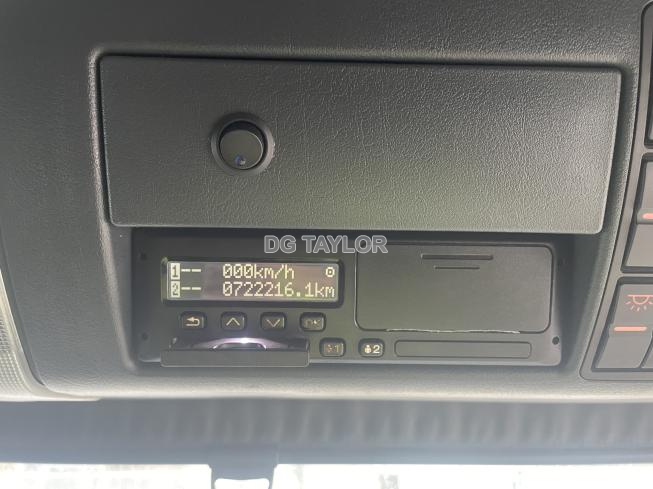 DG TAYLOR
1-- 000km/h
2-- 0722216.1km
1 2